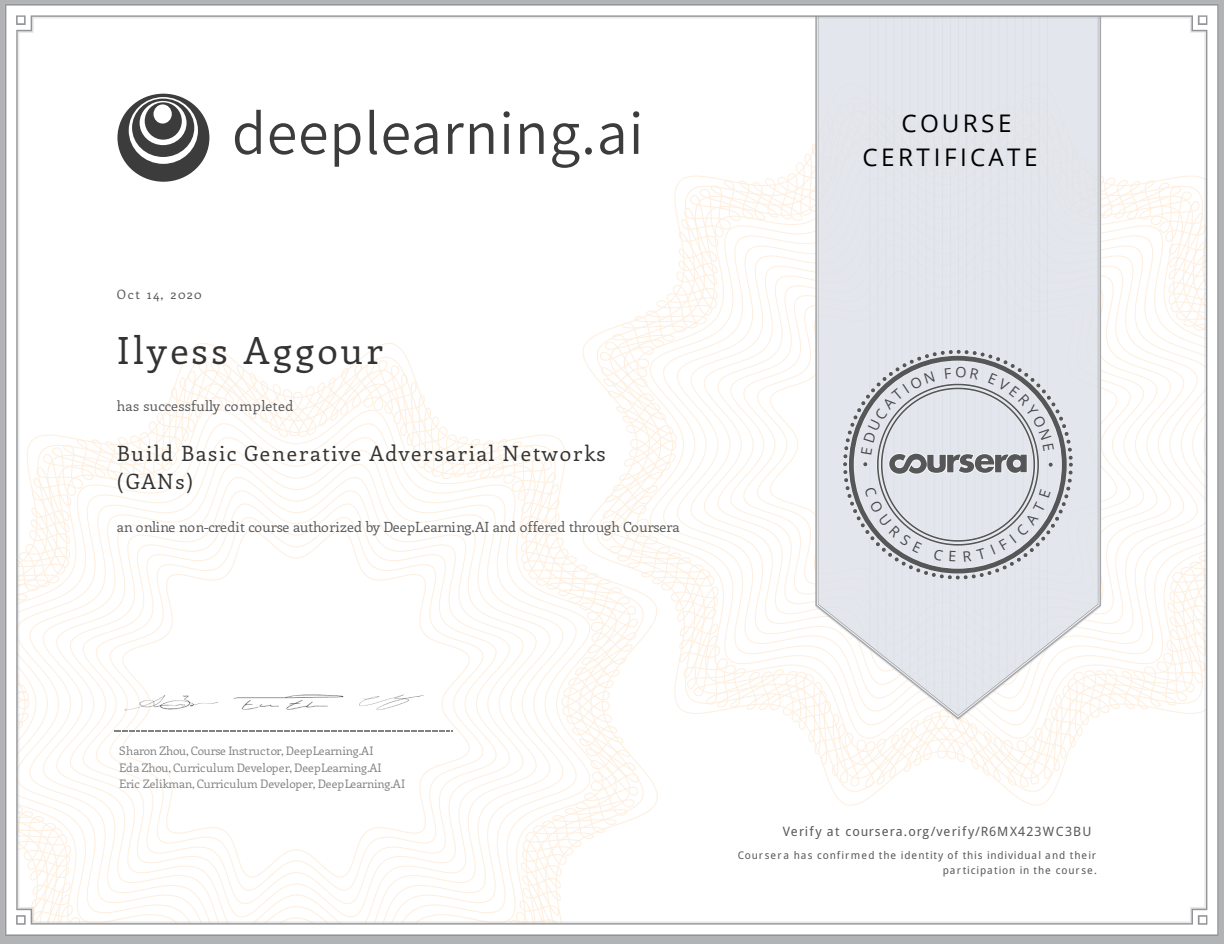 deeplearning.ai
COURSE
CERTIFICATE
Oct 14, 2020
Ilyess Aggour
has successfully completed
Build Basic Generative Adversarial Networks
(GANs)
an online non-credit course authorized by DeepLearning.AI and offered through Coursera
EDUCATION FOR EVERYONE
coursera
COURSE CERTIFICATE
Sharon Zhou, Course Instructor, DeepLearning.AI
Eda Zhou, Curriculum Developer, DeepLearning.AI
Eric Zelikman, Curriculum Developer, DeepLearning.AI
Verify at coursera.org/verify/R6MX423WC3BU
Coursera has confirmed the identity of this individual and their
participation in the course.